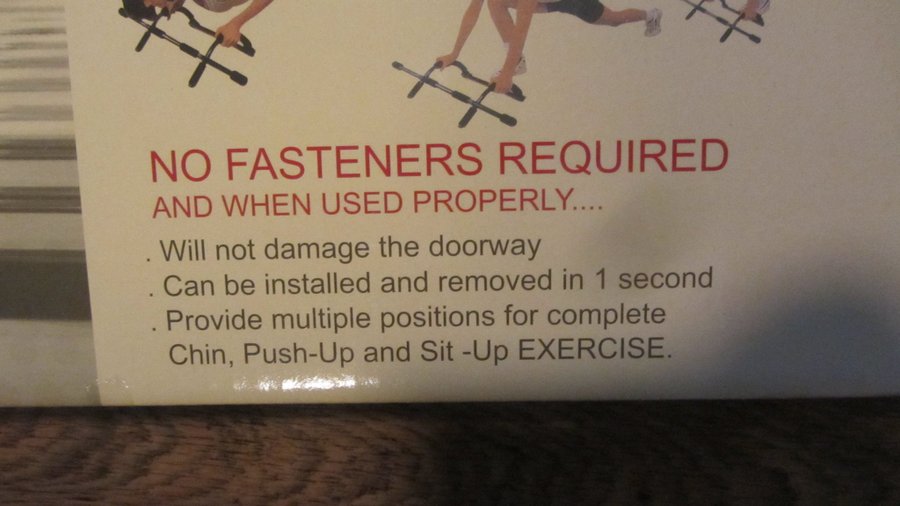 NO FASTENERS REQUIRED
AND WHEN USED PROPERLY....
. Will not damage the doorway
. Can be installed and removed in 1 second
. Provide multiple positions for complete
Chin, Push-Up and Sit -Up EXERCISE.